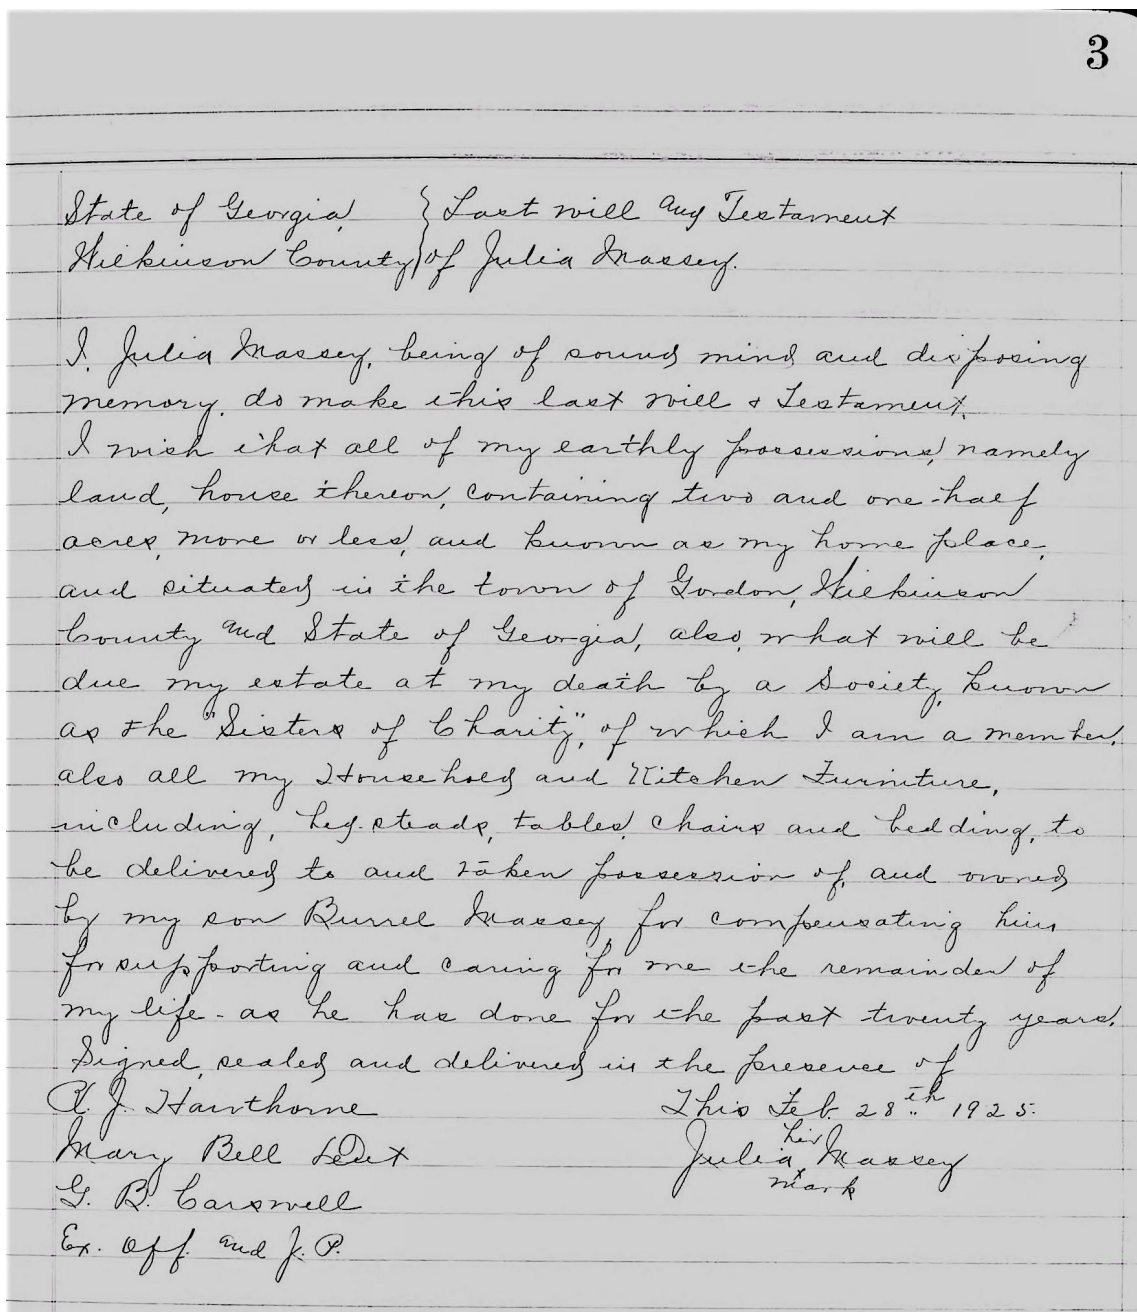 3
State of Georgia, } Last will and Testament
Wilkinson County } of Julia Massey.
I, Julia Massey, being of sound mind and disposing
memory, do make this last will & Testament.
I wish that all of my earthly possessions, namely
land, house thereon, containing two and one-half
acres, more or less, and known as my home place,
and situated in the town of Gordon, Wilkinson
County and State of Georgia, also, what will be
due my estate at my death by a Society, known
as the "Sisters of Charity", of which I am a member,
also all my Household and Kitchen Furniture,
including, bed-steads, tables, chairs and bedding, to
be delivered to and taken possession of, and owned
by my son Burrel Massey, for compensating him
for supporting and caring for me the remainder of
my life - as he has done for the past twenty years.
Signed, sealed and delivered in the presence of
J. Hawthorne This Feb. 28th 1925.
Mary Bell her
Julia x Massey
mark
G. B. Carswell
Ex. Off. and J. P.